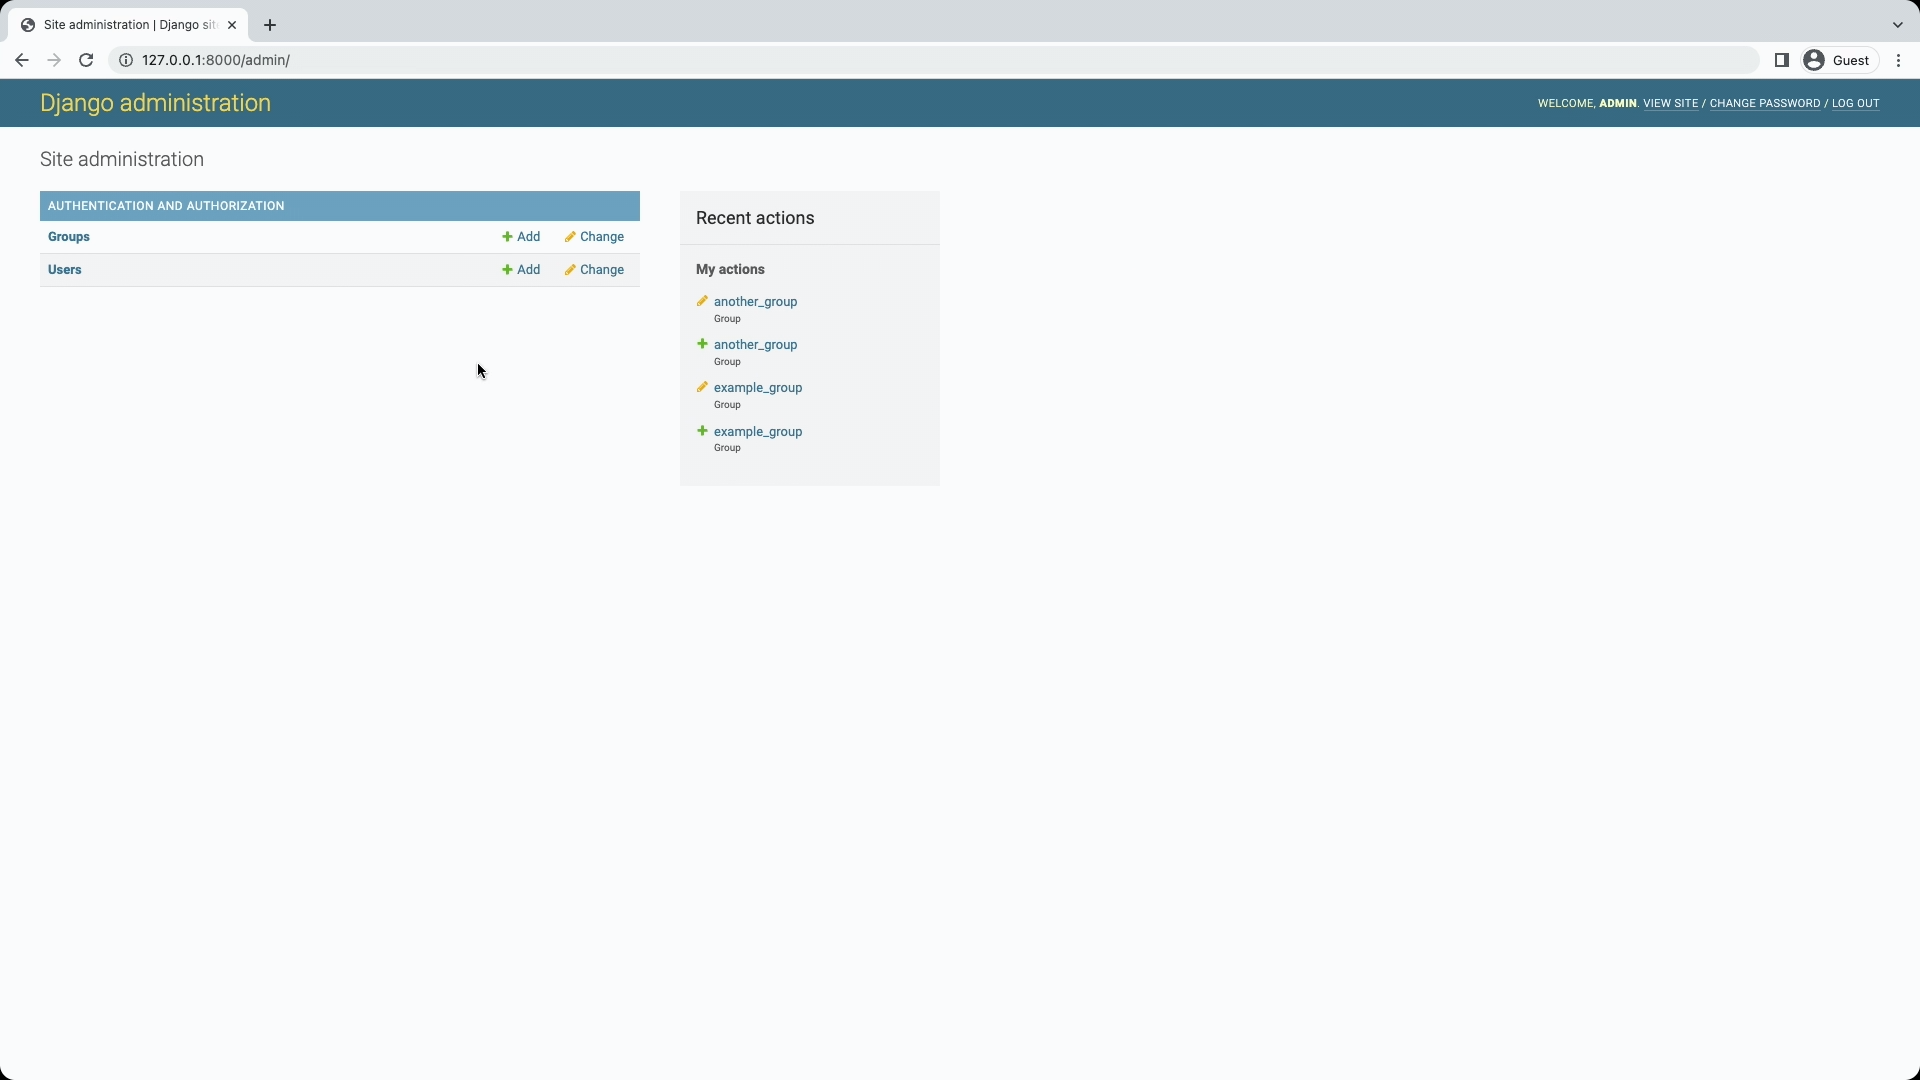 Site administration | Django sit
127.0.0.1:8000/admin/
Guest
Django administration
WELCOME, ADMIN. VIEW SITE / CHANGE PASSWORD / LOG OUT
Site administration
AUTHENTICATION AND AUTHORIZATION
Groups Add Change
Users Add Change
Recent actions
My actions
another_group
Group
another_group
Group
example_group
Group
example_group
Group